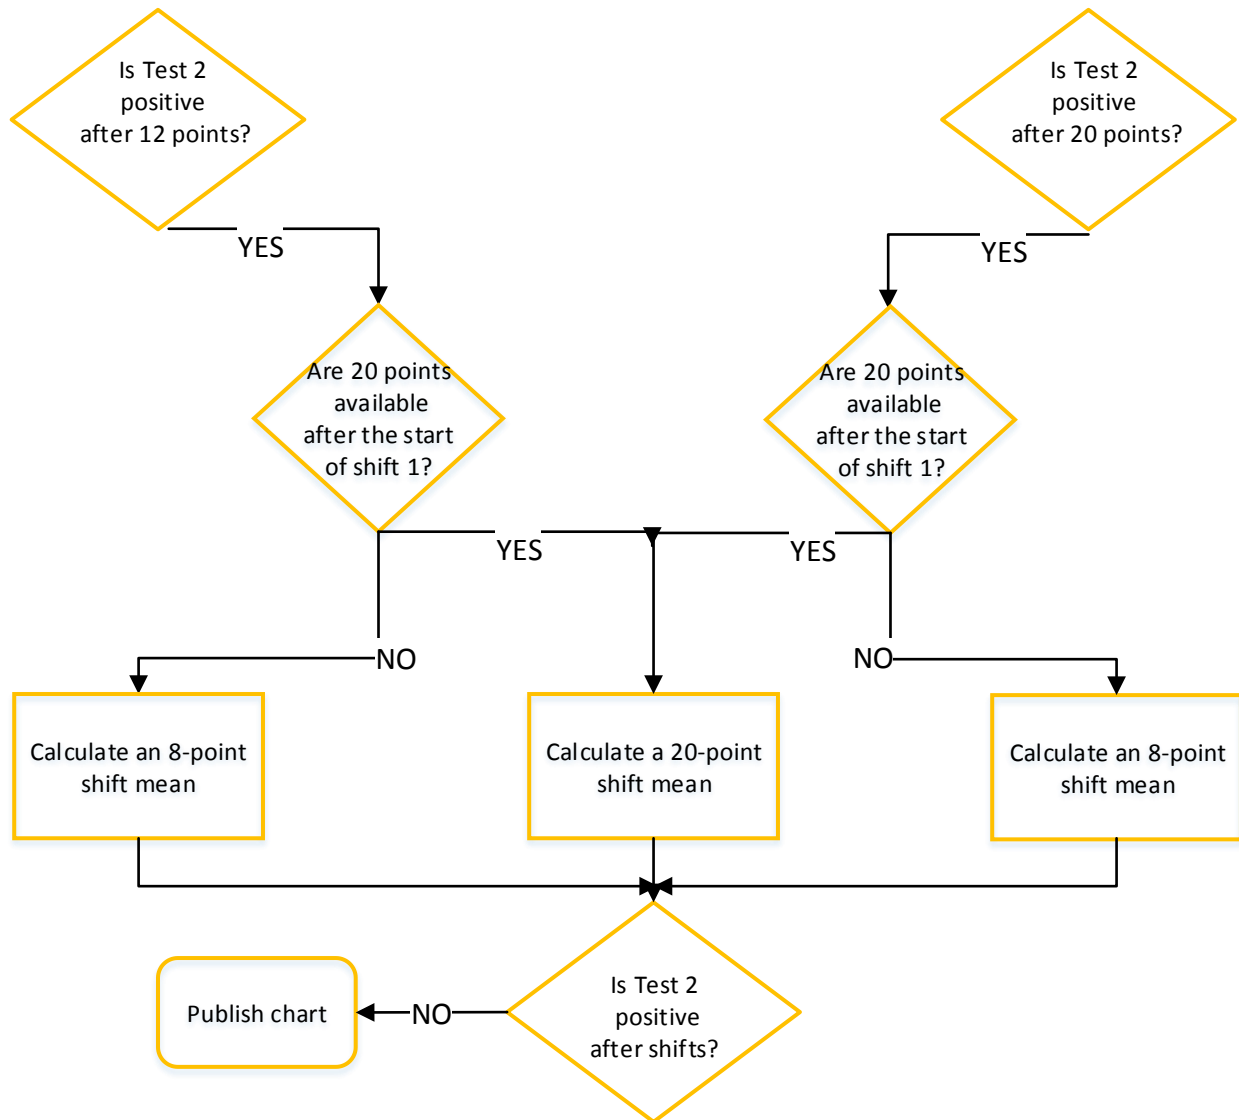 Is Test 2
positive
after 12 points?
Is Test 2
positive
after 20 points?
YES
YES
Are 20 points
available
after the start
of shift 1?
Are 20 points
available
after the start
of shift 1?
YES
YES
NO
NO
Calculate an 8-point
shift mean
Calculate a 20-point
shift mean
Calculate an 8-point
shift mean
Is Test 2
positive
after shifts?
NO
Publish chart